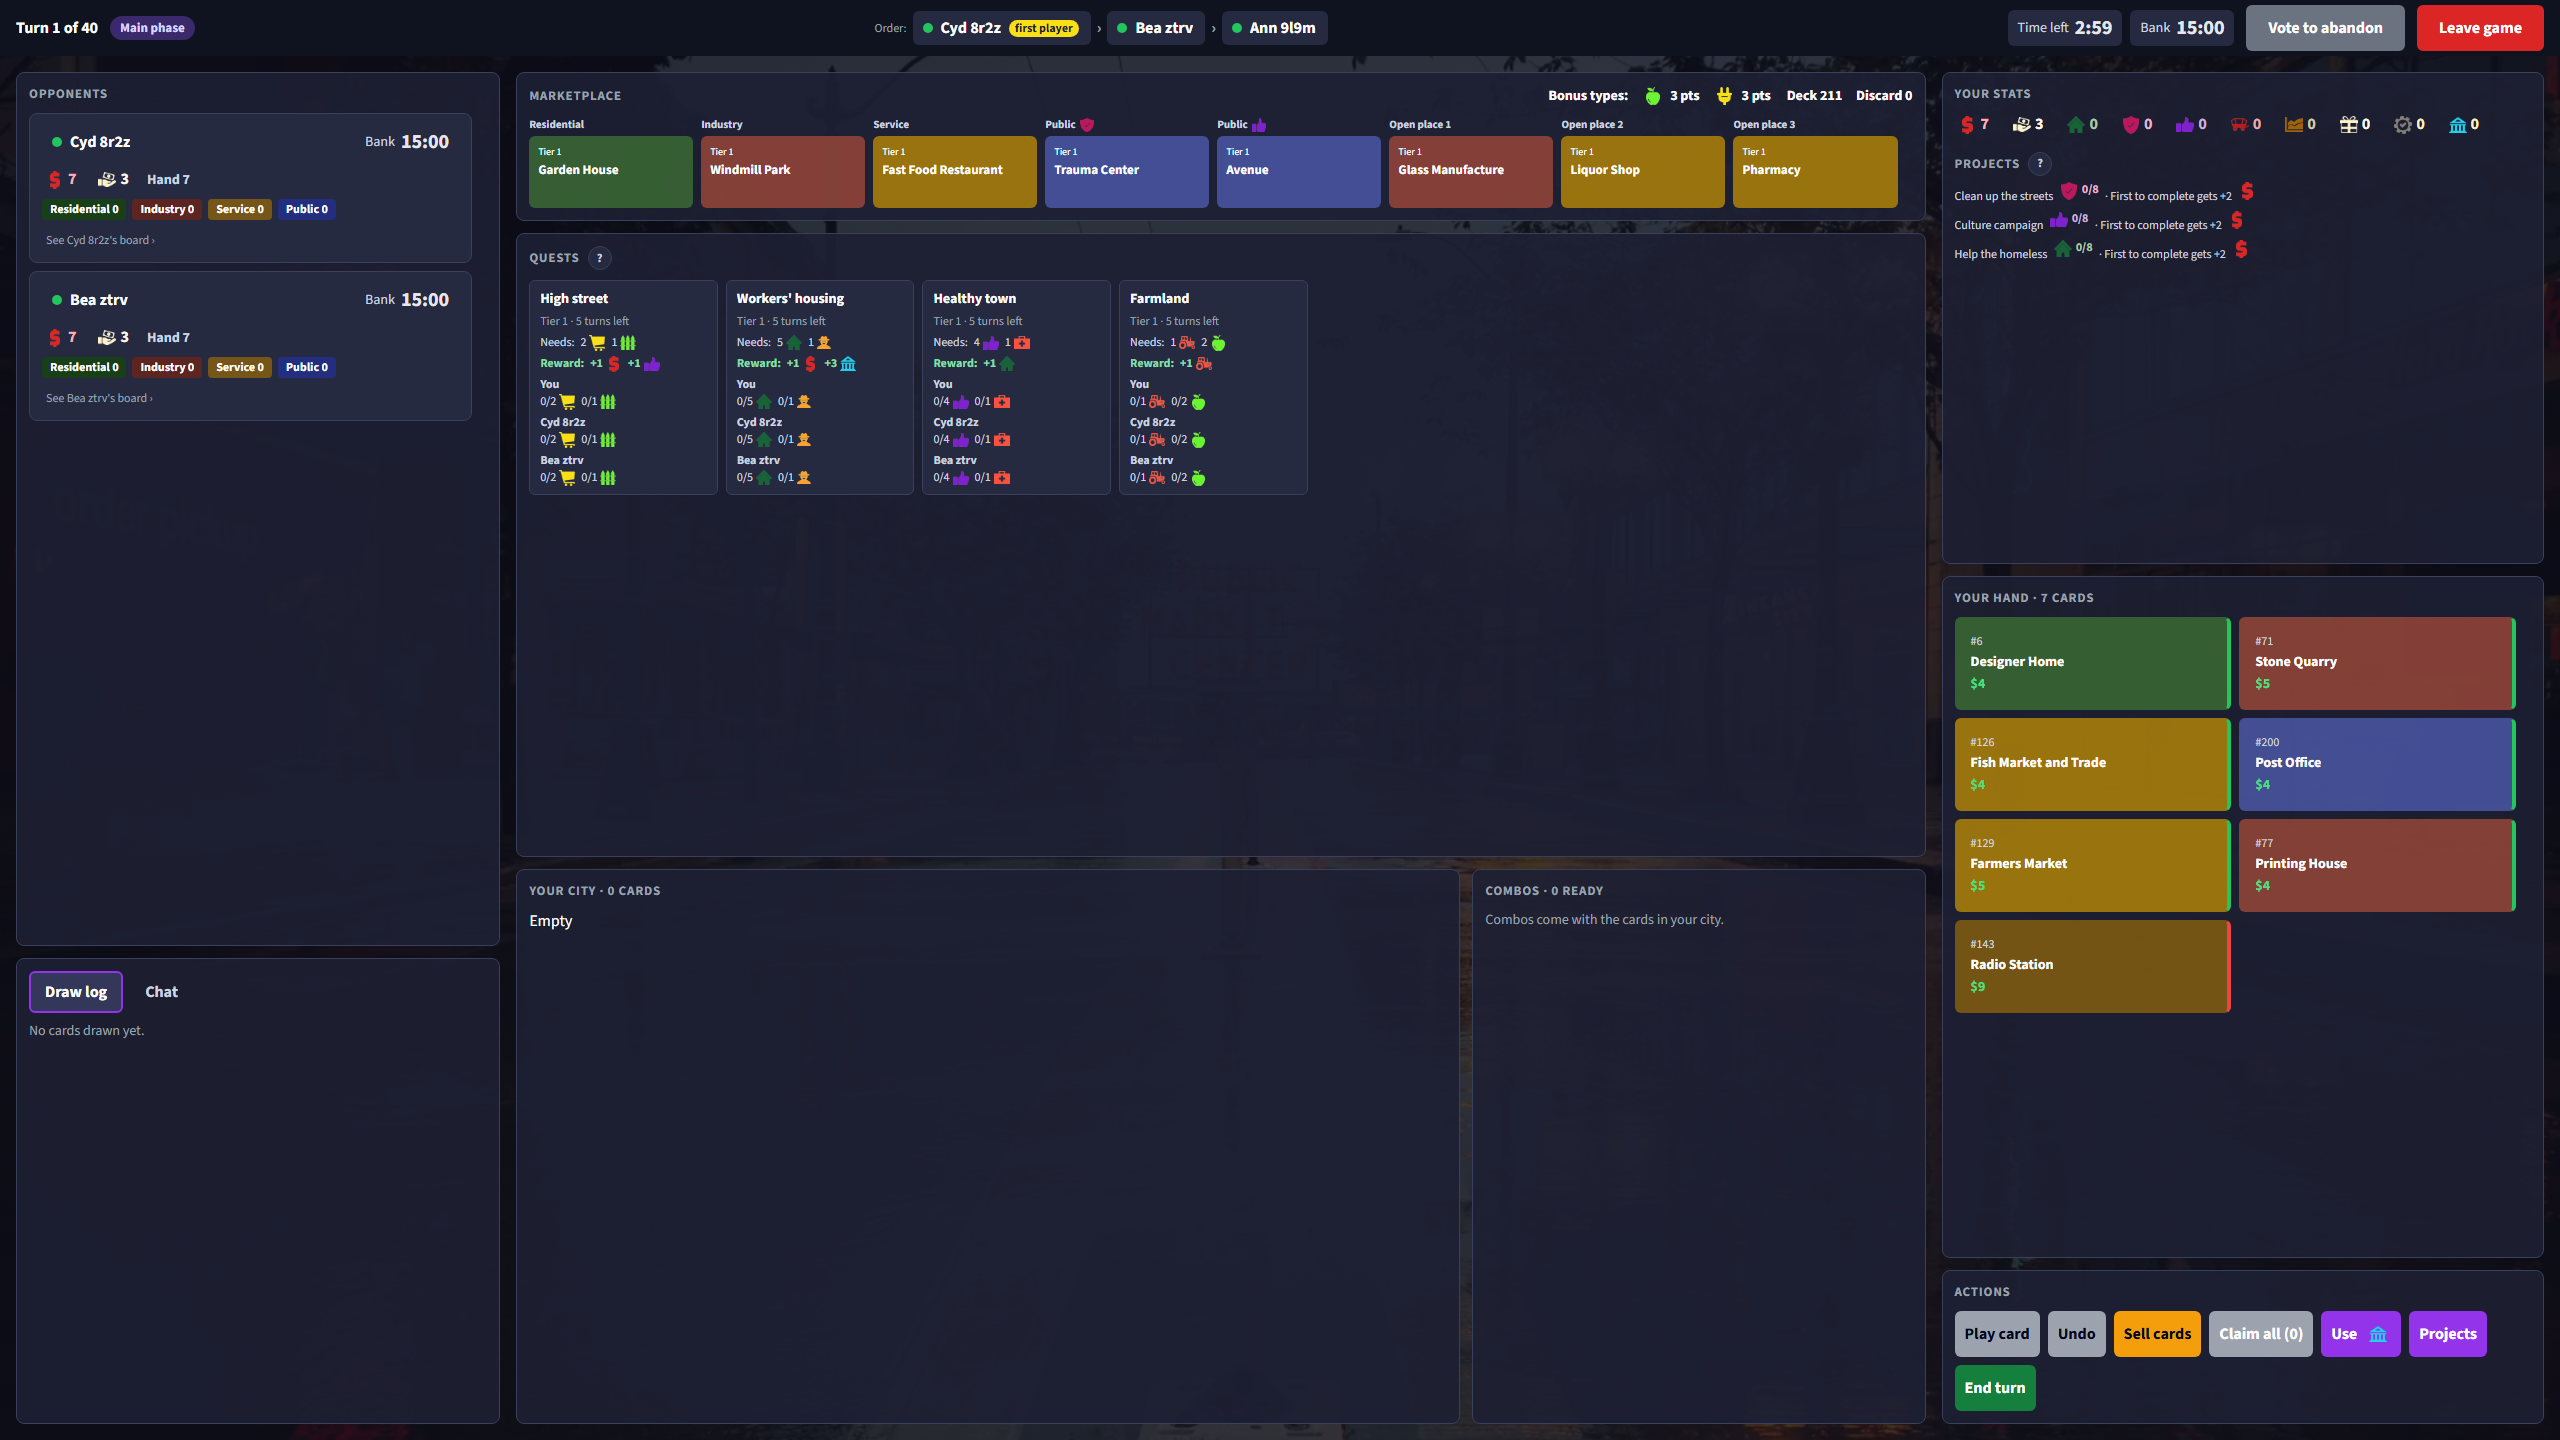 Turn 1 of 40 Main phase
Order: Cyd 8r2z first player › Bea ztrv › Ann 9l9m
Time left 2:59 Bank 15:00 Vote to abandon Leave game
OPPONENTS
Cyd 8r2z Bank 15:00
7 3 Hand 7
Residential 0 Industry 0 Service 0 Public 0
See Cyd 8r2z's board ›
Bea ztrv Bank 15:00
7 3 Hand 7
Residential 0 Industry 0 Service 0 Public 0
See Bea ztrv's board ›
Draw log Chat
No cards drawn yet.
MARKETPLACE
Bonus types: 3 pts 3 pts Deck 211 Discard 0
Residential Industry Service Public Public Open place 1 Open place 2 Open place 3
Tier 1 Tier 1 Tier 1 Tier 1 Tier 1 Tier 1 Tier 1 Tier 1
Garden House Windmill Park Fast Food Restaurant Trauma Center Avenue Glass Manufacture Liquor Shop Pharmacy
QUESTS ?
High street
Tier 1 · 5 turns left
Needs: 2 1
Reward: +1 +1
You
0/2 0/1
Cyd 8r2z
0/2 0/1
Bea ztrv
0/2 0/1
Workers' housing
Tier 1 · 5 turns left
Needs: 5 1
Reward: +1 +3
You
0/5 0/1
Cyd 8r2z
0/5 0/1
Bea ztrv
0/5 0/1
Healthy town
Tier 1 · 5 turns left
Needs: 4 1
Reward: +1
You
0/4 0/1
Cyd 8r2z
0/4 0/1
Bea ztrv
0/4 0/1
Farmland
Tier 1 · 5 turns left
Needs: 1 2
Reward: +1
You
0/1 0/2
Cyd 8r2z
0/1 0/2
Bea ztrv
0/1 0/2
YOUR CITY · 0 CARDS
Empty
COMBOS · 0 READY
Combos come with the cards in your city.
YOUR STATS
7 3 0 0 0 0 0 0 0 0
PROJECTS ?
Clean up the streets 0/8 · First to complete gets +2
Culture campaign 0/8 · First to complete gets +2
Help the homeless 0/8 · First to complete gets +2
YOUR HAND · 7 CARDS
#6
Designer Home
$4
#71
Stone Quarry
$5
#126
Fish Market and Trade
$4
#200
Post Office
$4
#129
Farmers Market
$5
#77
Printing House
$4
#143
Radio Station
$9
ACTIONS
Play card Undo Sell cards Claim all (0) Use Projects
End turn